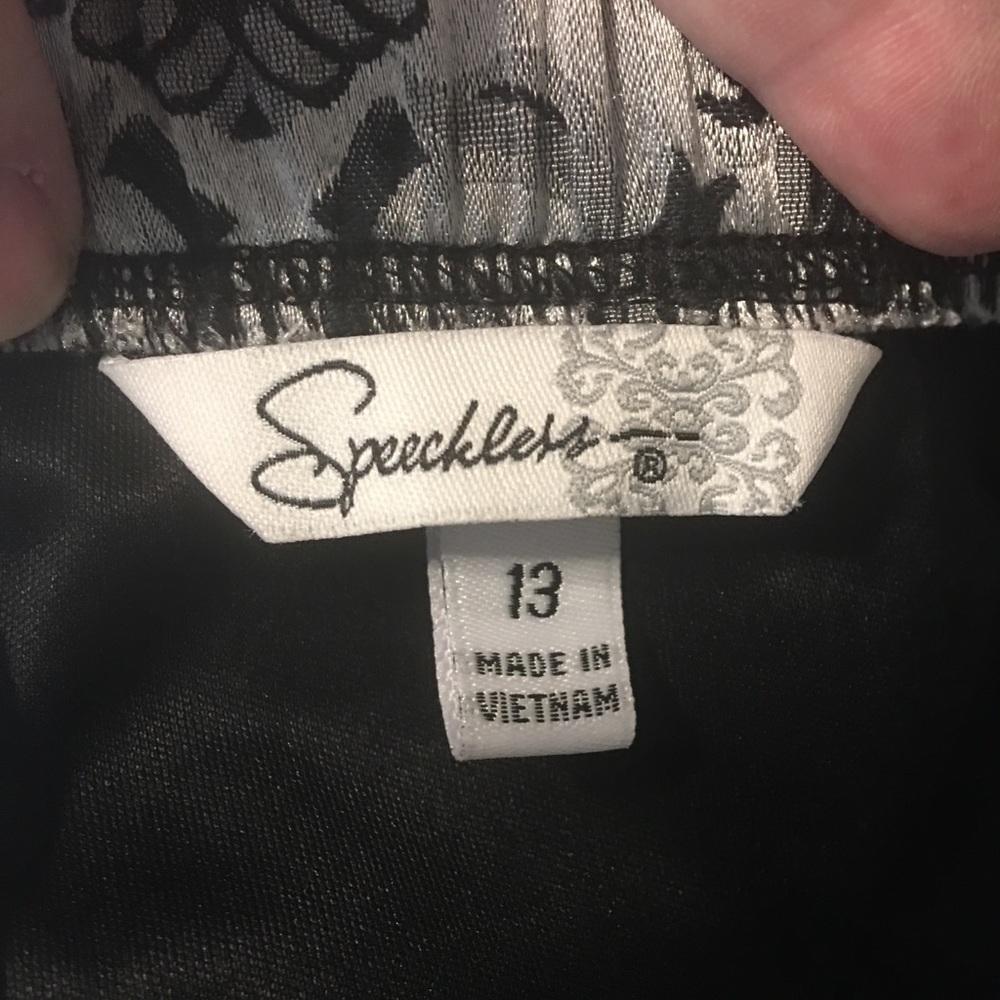 Speechless
®
13
MADE IN
VIETNAM